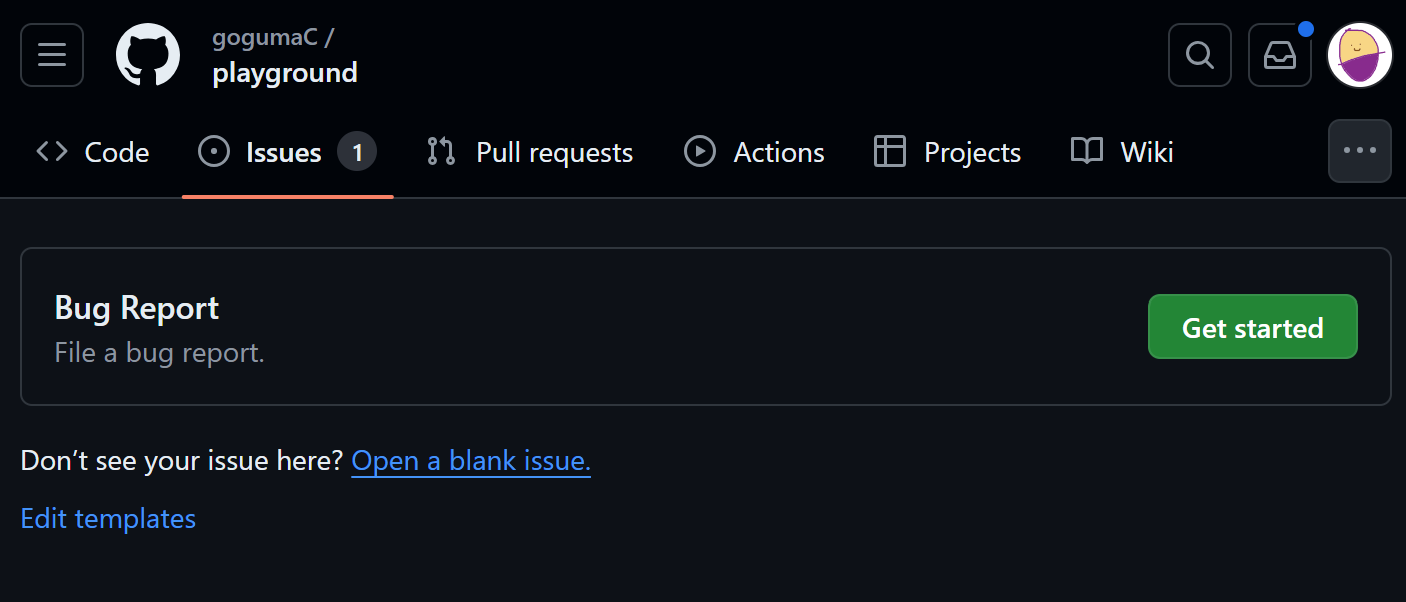 gogumaC /
playground
Code Issues 1 Pull requests Actions Projects Wiki
Bug Report
File a bug report.
Get started
Don’t see your issue here? Open a blank issue.
Edit templates